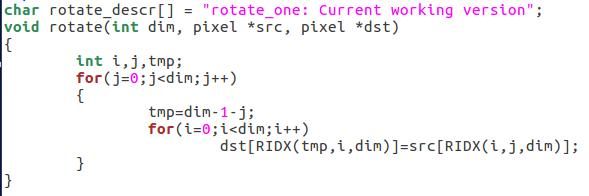 char rotate_descr[] = "rotate_one: Current working version";
void rotate(int dim, pixel *src, pixel *dst)
{
        int i,j,tmp;
        for(j=0;j<dim;j++)
        {
                tmp=dim-1-j;
                for(i=0;i<dim;i++)
                        dst[RIDX(tmp,i,dim)]=src[RIDX(i,j,dim)];
        }
}